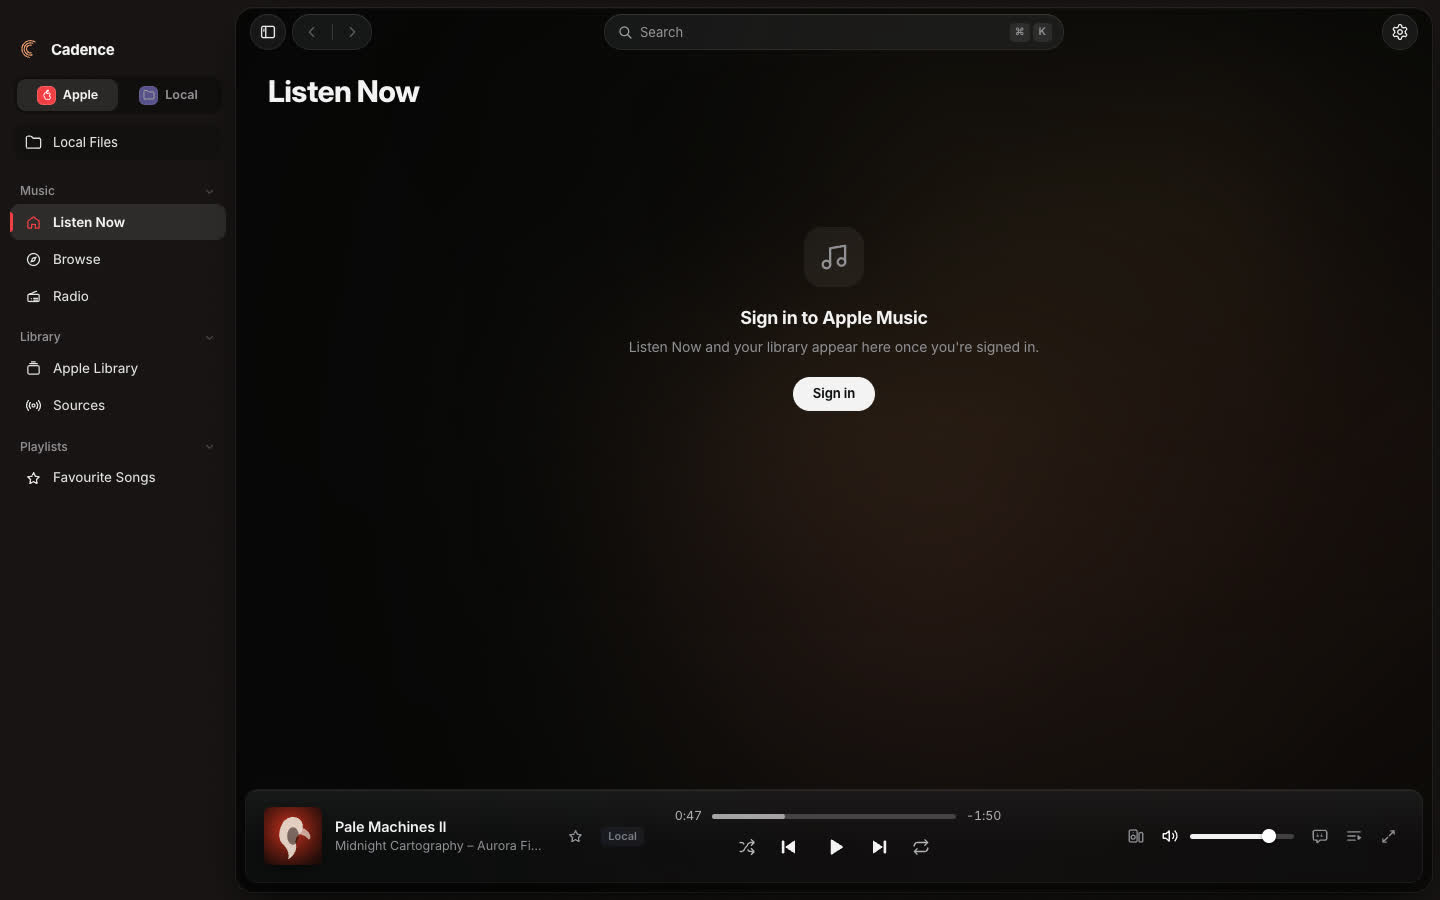 Cadence
Apple
Local
Local Files
Music
Listen Now
Browse
Radio
Library
Apple Library
Sources
Playlists
Favourite Songs
Search
⌘ K
Listen Now
Sign in to Apple Music
Listen Now and your library appear here once you're signed in.
Sign in
Pale Machines II
Midnight Cartography – Aurora Fi...
Local
0:47
-1:50